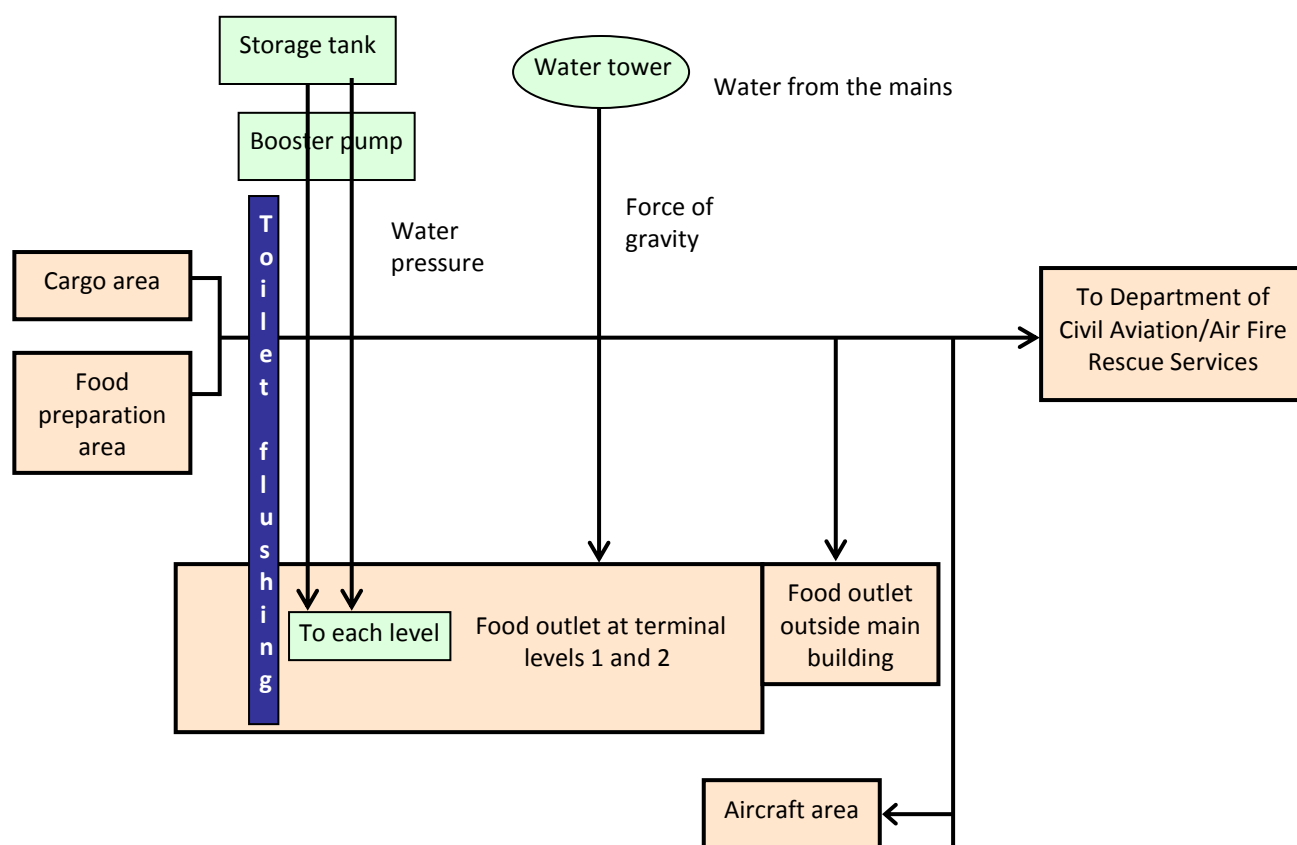 Storage tank
Water tower
Water from the mains
Booster pump
Toilet flushing
Water
pressure
Force of
gravity
Cargo area
Food
preparation
area
To Department of
Civil Aviation/Air Fire
Rescue Services
To each level
Food outlet at terminal
levels 1 and 2
Food outlet
outside main
building
Aircraft area